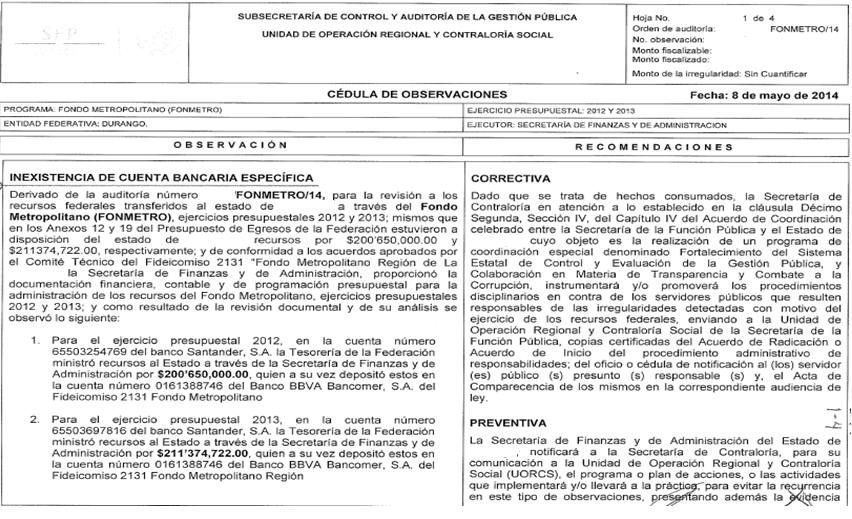 SFP
SUBSECRETARÍA DE CONTROL Y AUDITORÍA DE LA GESTIÓN PÚBLICA
UNIDAD DE OPERACIÓN REGIONAL Y CONTRALORÍA SOCIAL
Hoja No. 1 de 4
Orden de auditoría: FONMETRO/14
No. observación:
Monto fiscalizable:
Monto fiscalizado:
Monto de la irregularidad: Sin Cuantificar
CÉDULA DE OBSERVACIONES
Fecha: 8 de mayo de 2014
PROGRAMA: FONDO METROPOLITANO (FONMETRO)
EJERCICIO PRESUPUESTAL: 2012 Y 2013
ENTIDAD FEDERATIVA: DURANGO.
EJECUTOR: SECRETARÍA DE FINANZAS Y DE ADMINISTRACION
OBSERVACIÓN
RECOMENDACIONES
INEXISTENCIA DE CUENTA BANCARIA ESPECÍFICA
Derivado de la auditoría número 'FONMETRO/14, para la revisión a los
recursos federales transferidos al estado de a través del Fondo
Metropolitano (FONMETRO), ejercicios presupuestales 2012 y 2013; mismos que
en los Anexos 12 y 19 del Presupuesto de Egresos de la Federación estuvieron a
disposición del estado de recursos por $200'650,000.00 y
$211374,722.00, respectivamente; y de conformidad a los acuerdos aprobados por
el Comité Técnico del Fideicomiso 2131 "Fondo Metropolitano Región de La
la Secretaría de Finanzas y de Administración, proporcionó la
documentación financiera, contable y de programación presupuestal para la
administración de los recursos del Fondo Metropolitano, ejercicios presupuestales
2012 y 2013; y como resultado de la revisión documental y de su análisis se
observó lo siguiente:
1. Para el ejercicio presupuestal 2012, en la cuenta número
65503254769 del banco Santander, S.A. la Tesorería de la Federación
ministró recursos al Estado a través de la Secretaría de Finanzas y de
Administración por $200'650,000.00, quien a su vez depositó estos en
la cuenta número 0161388746 del Banco BBVA Bancomer, S.A. del
Fideicomiso 2131 Fondo Metropolitano
2. Para el ejercicio presupuestal 2013, en la cuenta número
65503697816 del banco Santander, S.A. la Tesorería de la Federación
ministró recursos al Estado a través de la Secretaría de Finanzas y de
Administración por $211'374,722.00, quien a su vez depositó estos en
la cuenta número 0161388746 del Banco BBVA Bancomer, S.A. del
Fideicomiso 2131 Fondo Metropolitano Región
CORRECTIVA
Dado que se trata de hechos consumados, la Secretaría de
Contraloría en atención a lo establecido en la cláusula Décimo
Segunda, Sección IV, del Capítulo IV del Acuerdo de Coordinación
celebrado entre la Secretaría de la Función Pública y el Estado de
cuyo objeto es la realización de un programa de
coordinación especial denominado Fortalecimiento del Sistema
Estatal de Control y Evaluación de la Gestión Pública, y
Colaboración en Materia de Transparencia y Combate a la
Corrupción, instrumentará y/o promoverá los procedimientos
disciplinarios en contra de los servidores públicos que resulten
responsables de las irregularidades detectadas con motivo del
ejercicio de los recursos federales, enviando a la Unidad de
Operación Regional y Contraloría Social de la Secretaría de la
Función Pública, copias certificadas del Acuerdo de Radicación o
Acuerdo de Inicio del procedimiento administrativo de
responsabilidades; del oficio o cédula de notificación al (los) servidor
(es) público (s) presunto (s) responsable (s) y, el Acta de
Comparecencia de los mismos en la correspondiente audiencia de
ley.
PREVENTIVA
La Secretaría de Finanzas y de Administración del Estado de
, notificará a la Secretaría de Contraloría, para su
comunicación a la Unidad de Operación Regional y Contraloría
Social (UORCS), el programa o plan de acciones, o las actividades
que implementará y/o llevará a la práctica, para evitar la recurrencia
en este tipo de observaciones, presentando además la evidencia